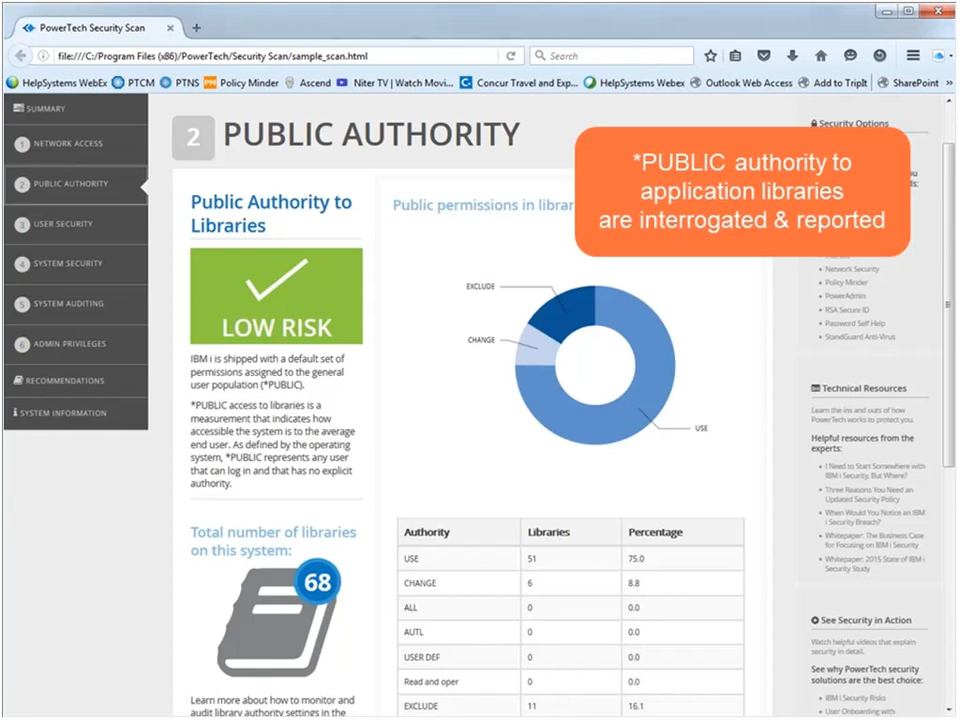 PowerTech Security Scan
file:///C:/Program Files (x86)/PowerTech/Security Scan/sample_scan.html
Search
HelpSystems WebEx PTCM PTNS Policy Minder Ascend Niter TV | Watch Movi... Concur Travel and Exp... HelpSystems Webex Outlook Web Access Add to TripIt SharePoint »
SUMMARY
1 NETWORK ACCESS
2 PUBLIC AUTHORITY
3 USER SECURITY
4 SYSTEM SECURITY
5 SYSTEM AUDITING
6 ADMIN PRIVILEGES
RECOMMENDATIONS
SYSTEM INFORMATION
2 PUBLIC AUTHORITY
Public Authority to
Libraries
LOW RISK
IBM i is shipped with a default set of
permissions assigned to the general
user population (*PUBLIC).
*PUBLIC access to libraries is a
measurement that indicates how
accessible the system is to the average
end user. As defined by the operating
system, *PUBLIC represents any user
that can log in and that has no explicit
authority.
Total number of libraries
on this system:
68
Learn more about how to monitor and
audit library authority settings in the
Public permissions in librar
*PUBLIC authority to
application libraries
are interrogated & reported
EXCLUDE
CHANGE
USE
Authority Libraries Percentage
USE 51 75.0
CHANGE 6 8.8
ALL 0 0.0
AUTL 0 0.0
USER DEF 0 0.0
Read and oper 0 0.0
EXCLUDE 11 16.1
Security Options
Network Security
Policy Minder
PowerAdmin
RSA Secure ID
Password Self Help
StandGuard Anti-Virus
Technical Resources
Learn the ins and outs of how
PowerTech works to protect you.
Helpful resources from the
experts:
I Need to Start Somewhere with
IBM i Security, But Where?
Three Reasons You Need an
Updated Security Policy
When Would You Notice an IBM
i Security Breach?
Whitepaper: The Business Case
for Focusing on IBM i Security
Whitepaper: 2015 State of IBM i
Security Study
See Security in Action
Watch helpful videos that explain
security in detail.
See why PowerTech security
solutions are the best choice:
IBM i Security Risks
User Onboarding with